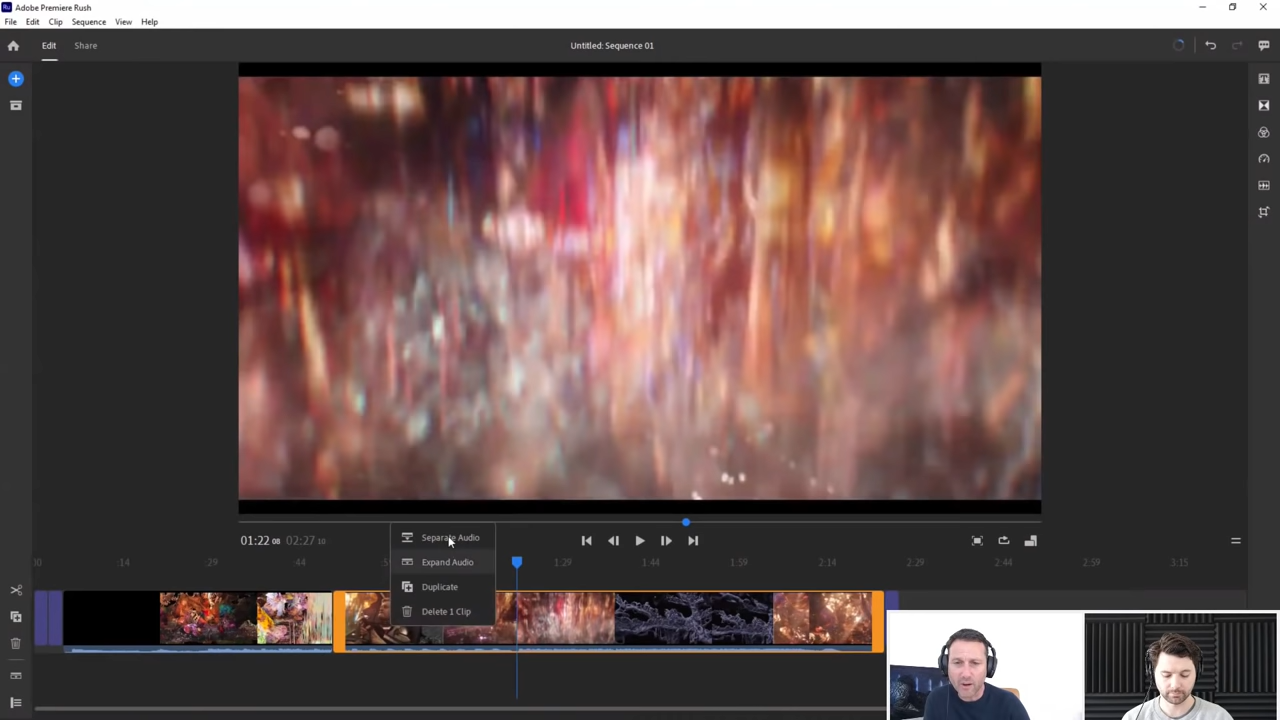 Ru Adobe Premiere Rush
File Edit Clip Sequence View Help
Edit Share Untitled: Sequence 01
01:22 08 02:27 10
Separate Audio
Expand Audio
Duplicate
Delete 1 Clip
:14 :29 :44 1:29 1:44 1:59 2:14 2:29 2:44 3:15